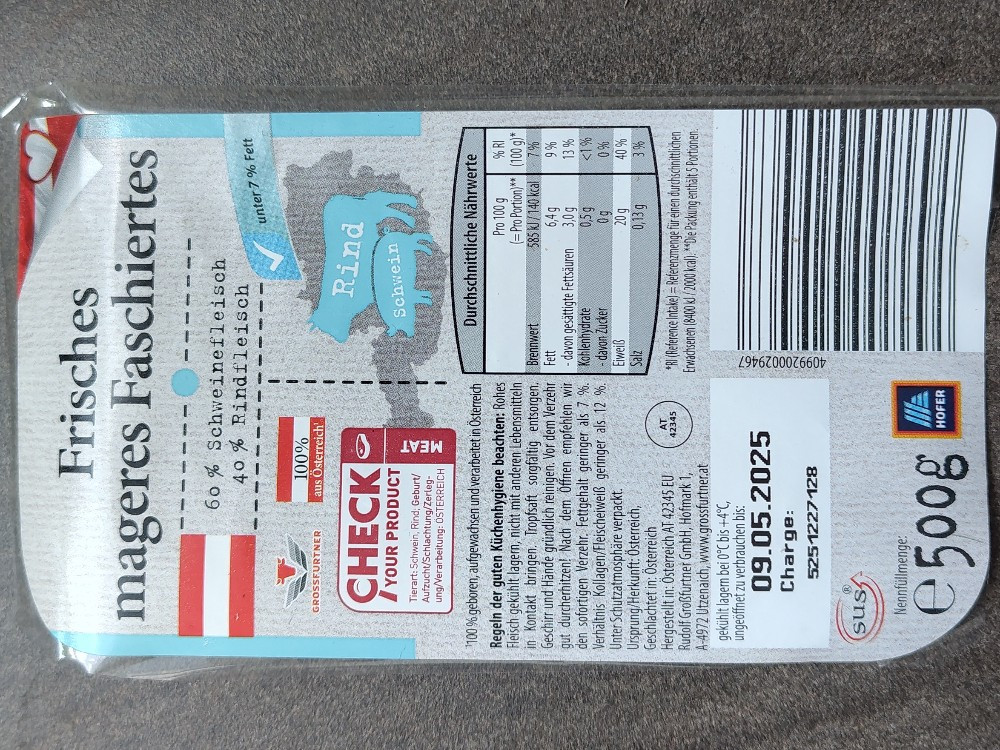 Frisches
mageres Faschiertes
60 % Schweinefleisch
40 % Rindfleisch
unter 7 % Fett
Rind
Schwein
100%
aus Österreich¹
GROSSFURTNER
CHECK
/YOUR PRODUCT
MEAT
Tierart: Schwein, Rind, Geburt/
Aufzucht/Schlachtung/Zerleg-
ung/Verarbeitung: ÖSTERREICH
Durchschnittliche Nährwerte
Pro 100 g (= Pro Portion)** % RI (100 g)*
Brennwert 585 kJ / 140 kcal 7 %
Fett 6,4 g 9 %
- davon gesättigte Fettsäuren 3,0 g 13 %
Kohlenhydrate 0,5 g <1 %
- davon Zucker 0 g 0 %
Eiweiß 20 g 40 %
Salz 0,13 g 3 %
*RI (Reference Intake) = Referenzmenge für einen durchschnittlichen
Erwachsenen (8400 kJ / 2000 kcal). **Die Packung enthält 5 Portionen.
¹100 % geboren, aufgewachsen und verarbeitet in Österreich
Regeln der guten Küchenhygiene beachten: Rohes
Fleisch gekühlt lagern, nicht mit anderen Lebensmitteln
in Kontakt bringen. Tropfsaft sorgfältig entsorgen.
Geschirr und Hände gründlich reinigen. Vor dem Verzehr
gut durcherhitzen! Nach dem Öffnen empfehlen wir
den sofortigen Verzehr. Fettgehalt geringer als 7 %.
Verhältnis Kollagen/Fleischeiweiß geringer als 12 %.
Unter Schutzatmosphäre verpackt.
Ursprung/Herkunft: Österreich,
Geschlachtet in: Österreich
Hergestellt in: Österreich AT 42345 EU
Rudolf Großfurtner GmbH, Hofmark 1,
A-4972 Utzenaich, www.grossfurtner.at
AT
42345
gekühlt lagern bei 0°C bis +4°C,
ungeöffnet zu verbrauchen bis:
09.05.2025
Charge:
5251227128
4099200029467
sus®
Nennfüllmenge:
e 500g
HOFER